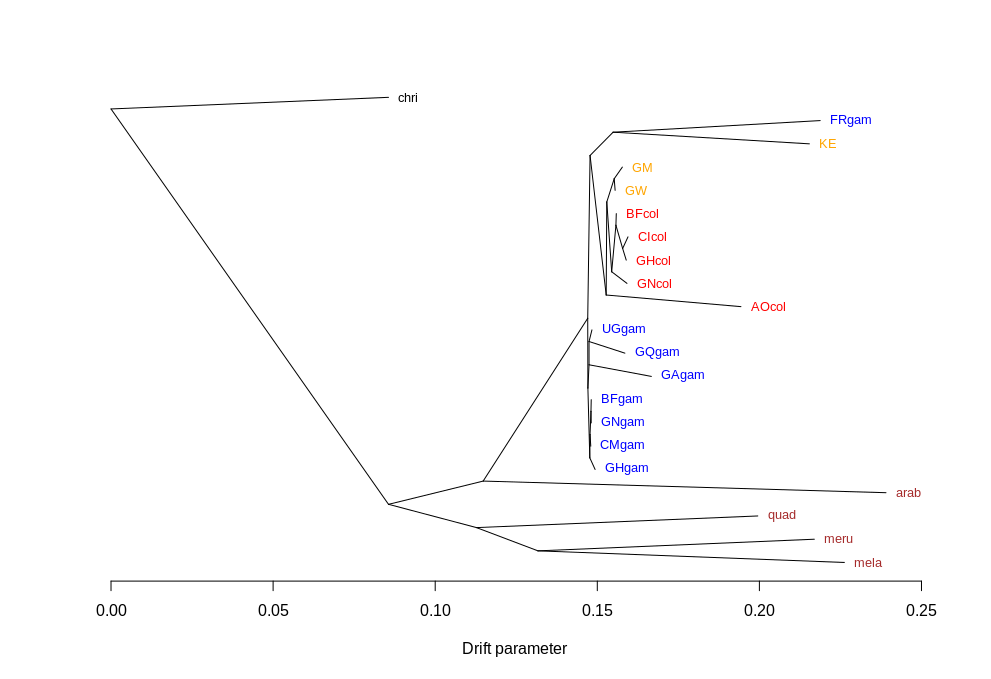 chri
FRgam
KE
GM
GW
BFcol
CIcol
GHcol
GNcol
AOcol
UGgam
GQgam
GAgam
BFgam
GNgam
CMgam
GHgam
arab
quad
meru
mela
0.00 0.05 0.10 0.15 0.20 0.25
Drift parameter